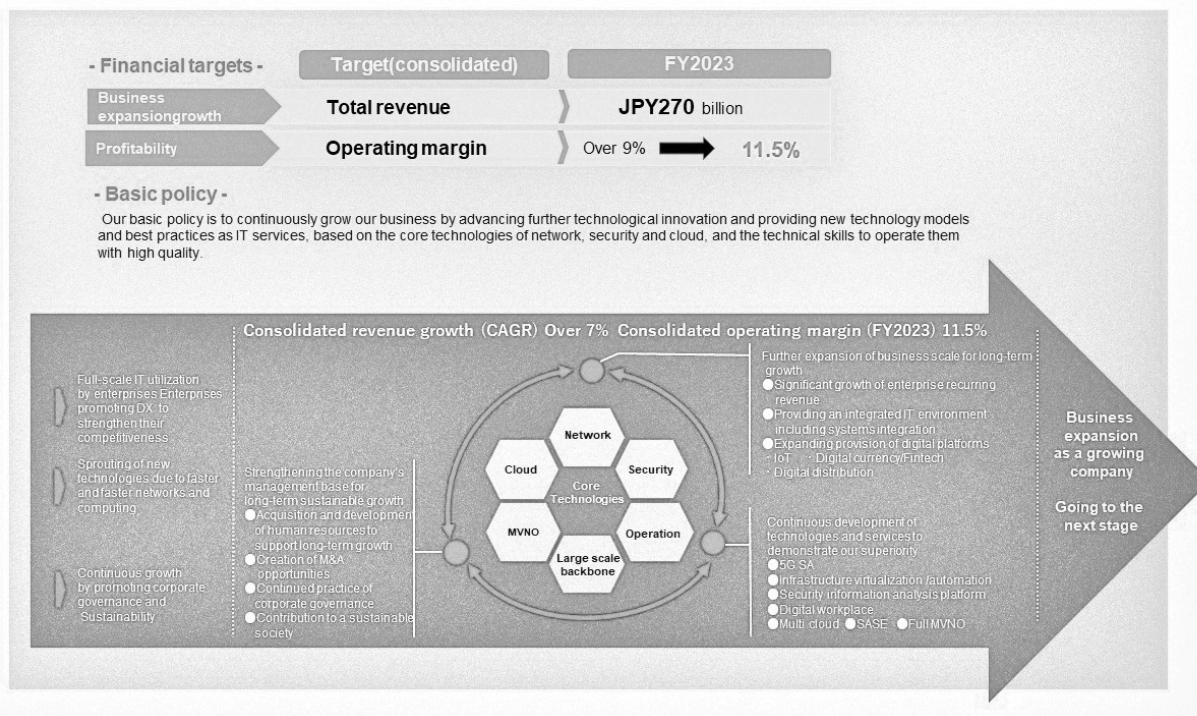 - Financial targets -
Target(consolidated)
FY2023
Business
expansiongrowth
Total revenue
JPY270 billion
Profitability
Operating margin
Over 9%
11.5%
- Basic policy -
Our basic policy is to continuously grow our business by advancing further technological innovation and providing new technology models
and best practices as IT services, based on the core technologies of network, security and cloud, and the technical skills to operate them
with high quality.
Consolidated revenue growth (CAGR) Over 7% Consolidated operating margin (FY2023) 11.5%
Full-scale IT utilization
by enterprises Enterprises
promoting DX to
strengthen their
competitiveness
Sprouting of new
technologies due to faster
and faster networks and
computing
Continuous growth
by promoting corporate
governance and
Sustainability
Strengthening the company's
management base for
long-term sustainable growth
●Acquisition and development
of human resources to
support long-term growth
●Creation of M&A
opportunities
●Continued practice of
corporate governance
●Contribution to a sustainable
society
Network
Cloud
Security
Core
Technologies
MVNO
Operation
Large scale
backbone
Further expansion of business scale for long-term
growth
●Significant growth of enterprise recurring
revenue
●Providing an integrated IT environment
including systems integration
●Expanding provision of digital platforms
・IoT ・Digital currency/Fintech
・Digital distribution
Continuous development of
technologies and services to
demonstrate our superiority
●5G SA
●Infrastructure virtualization /automation
●Security information analysis platform
●Digital workplace
●Multi cloud ●SASE ●Full MVNO
Business
expansion
as a growing
company
Going to the
next stage